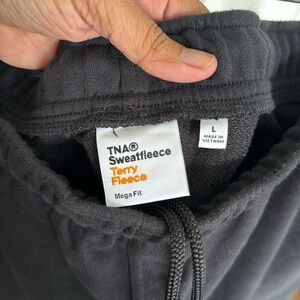 TNA®
Sweatfleece
Terry
Fleece
Mega Fit
L
MADE IN
VIETNAM